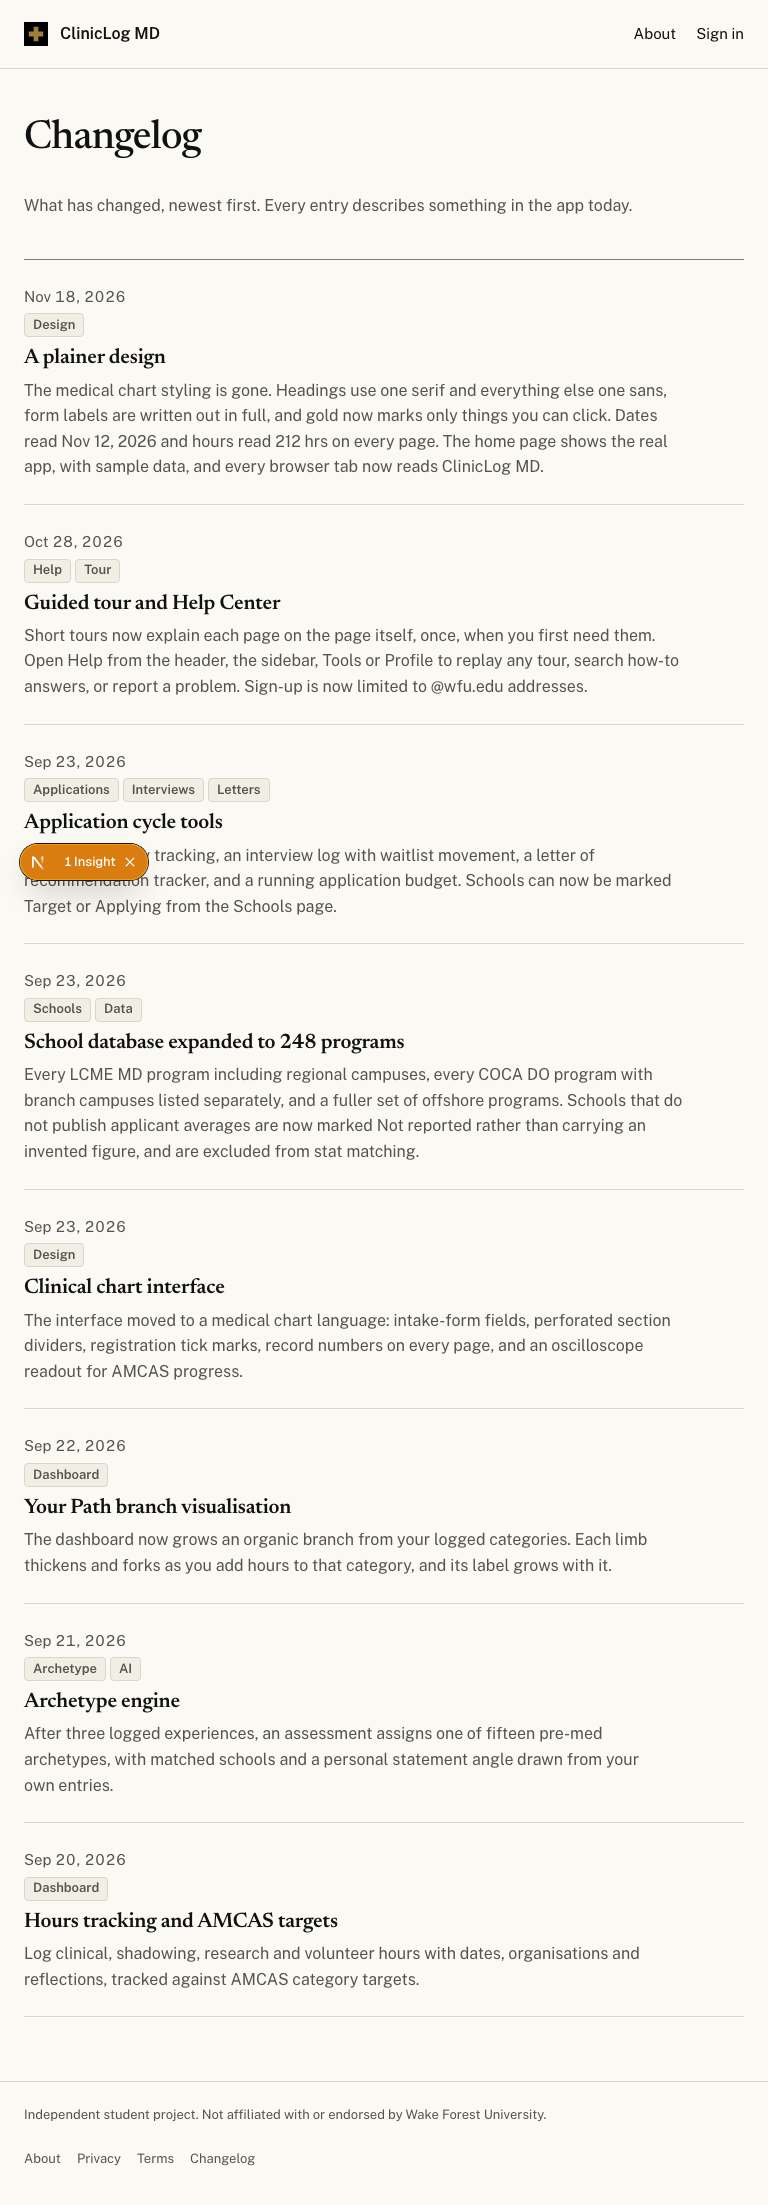 ClinicLog MD
About
Sign in
Changelog
What has changed, newest first. Every entry describes something in the app today.
Nov 18, 2026
Design
A plainer design
The medical chart styling is gone. Headings use one serif and everything else one sans,
form labels are written out in full, and gold now marks only things you can click. Dates
read Nov 12, 2026 and hours read 212 hrs on every page. The home page shows the real
app, with sample data, and every browser tab now reads ClinicLog MD.
Oct 28, 2026
Help Tour
Guided tour and Help Center
Short tours now explain each page on the page itself, once, when you first need them.
Open Help from the header, the sidebar, Tools or Profile to replay any tour, search how-to
answers, or report a problem. Sign-up is now limited to @wfu.edu addresses.
Sep 23, 2026
Applications Interviews Letters
Application cycle tools
1 Insight
tracking, an interview log with waitlist movement, a letter of
recommendation tracker, and a running application budget. Schools can now be marked
Target or Applying from the Schools page.
Sep 23, 2026
Schools Data
School database expanded to 248 programs
Every LCME MD program including regional campuses, every COCA DO program with
branch campuses listed separately, and a fuller set of offshore programs. Schools that do
not publish applicant averages are now marked Not reported rather than carrying an
invented figure, and are excluded from stat matching.
Sep 23, 2026
Design
Clinical chart interface
The interface moved to a medical chart language: intake-form fields, perforated section
dividers, registration tick marks, record numbers on every page, and an oscilloscope
readout for AMCAS progress.
Sep 22, 2026
Dashboard
Your Path branch visualisation
The dashboard now grows an organic branch from your logged categories. Each limb
thickens and forks as you add hours to that category, and its label grows with it.
Sep 21, 2026
Archetype AI
Archetype engine
After three logged experiences, an assessment assigns one of fifteen pre-med
archetypes, with matched schools and a personal statement angle drawn from your
own entries.
Sep 20, 2026
Dashboard
Hours tracking and AMCAS targets
Log clinical, shadowing, research and volunteer hours with dates, organisations and
reflections, tracked against AMCAS category targets.
Independent student project. Not affiliated with or endorsed by Wake Forest University.
About Privacy Terms Changelog